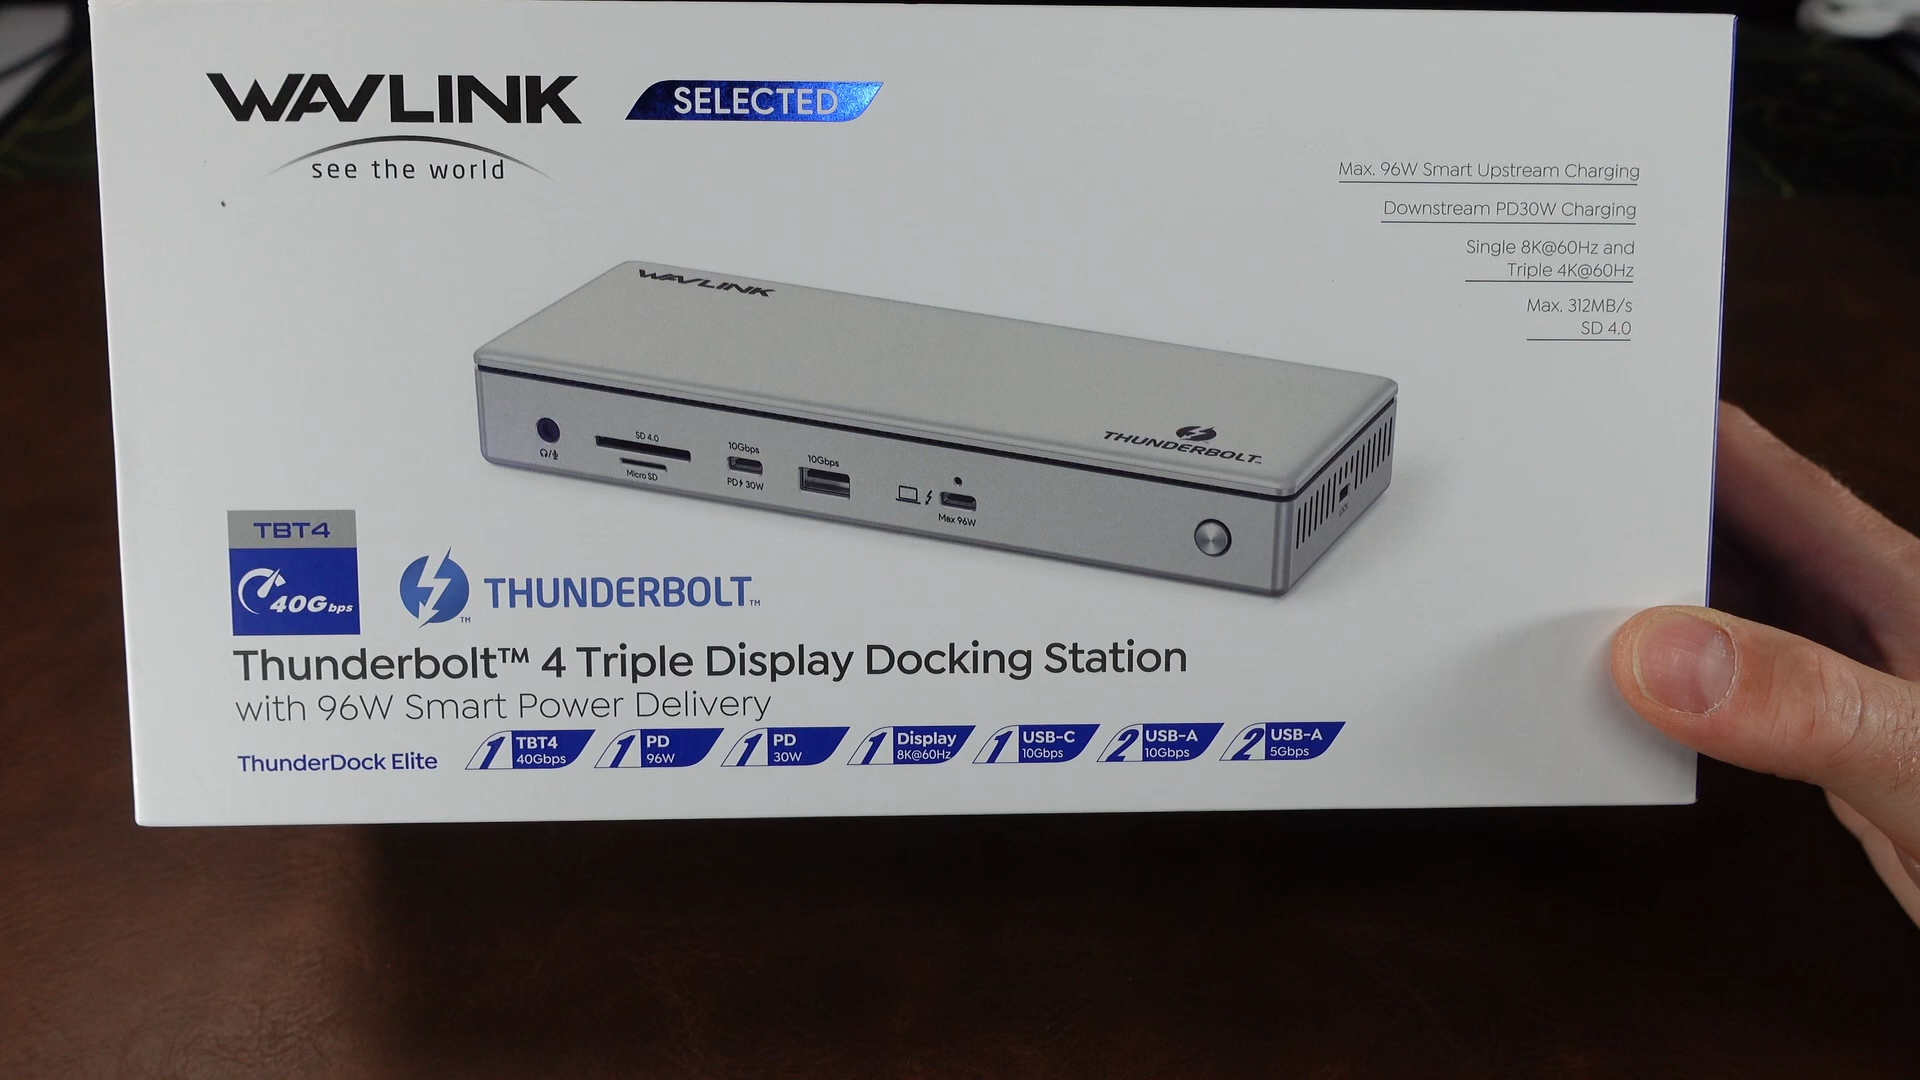 WAVLINK
see the world
SELECTED
Max. 96W Smart Upstream Charging
Downstream PD30W Charging
Single 8K@60Hz and
Triple 4K@60Hz
Max. 312MB/s
SD 4.0
WAVLINK
THUNDERBOLT™
SD 4.0
Micro SD
10Gbps
PD 30W
10Gbps
Max 96W
LOCK
TBT4
40Gbps
THUNDERBOLT™
Thunderbolt™ 4 Triple Display Docking Station
with 96W Smart Power Delivery
ThunderDock Elite
1 TBT4 40Gbps
1 PD 96W
1 PD 30W
1 Display 8K@60Hz
1 USB-C 10Gbps
2 USB-A 10Gbps
2 USB-A 5Gbps